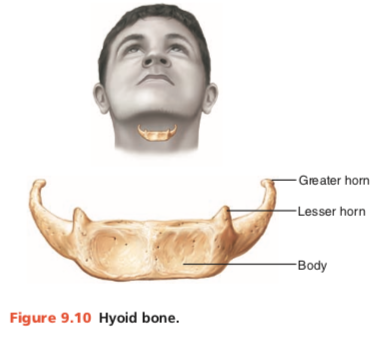 Greater horn
Lesser horn
Body
Figure 9.10 Hyoid bone.